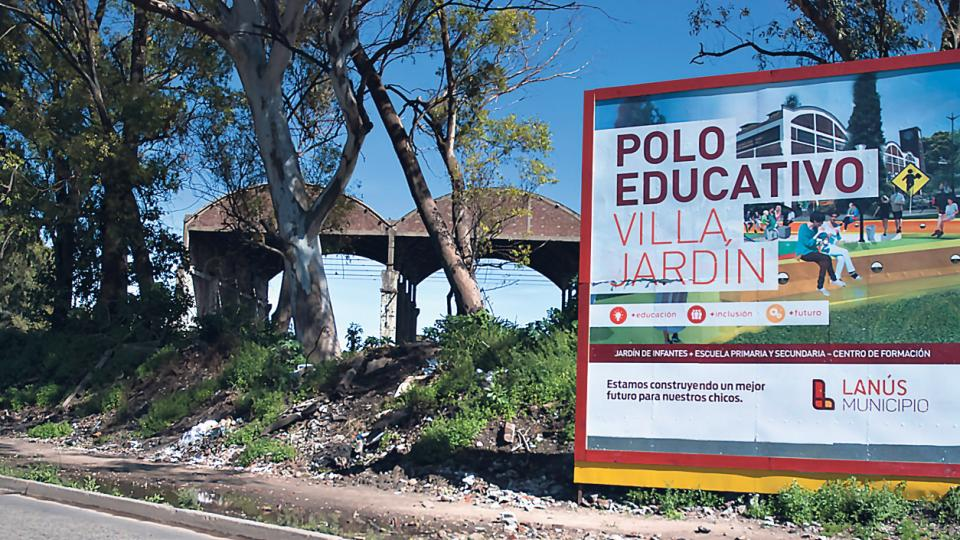 POLO
EDUCATIVO
VILLA
JARDÍN
+educación +inclusión +futuro
JARDÍN DE INFANTES + ESCUELA PRIMARIA Y SECUNDARIA - CENTRO DE FORMACIÓN
Estamos construyendo un mejor
futuro para nuestros chicos.
LANÚS
MUNICIPIO